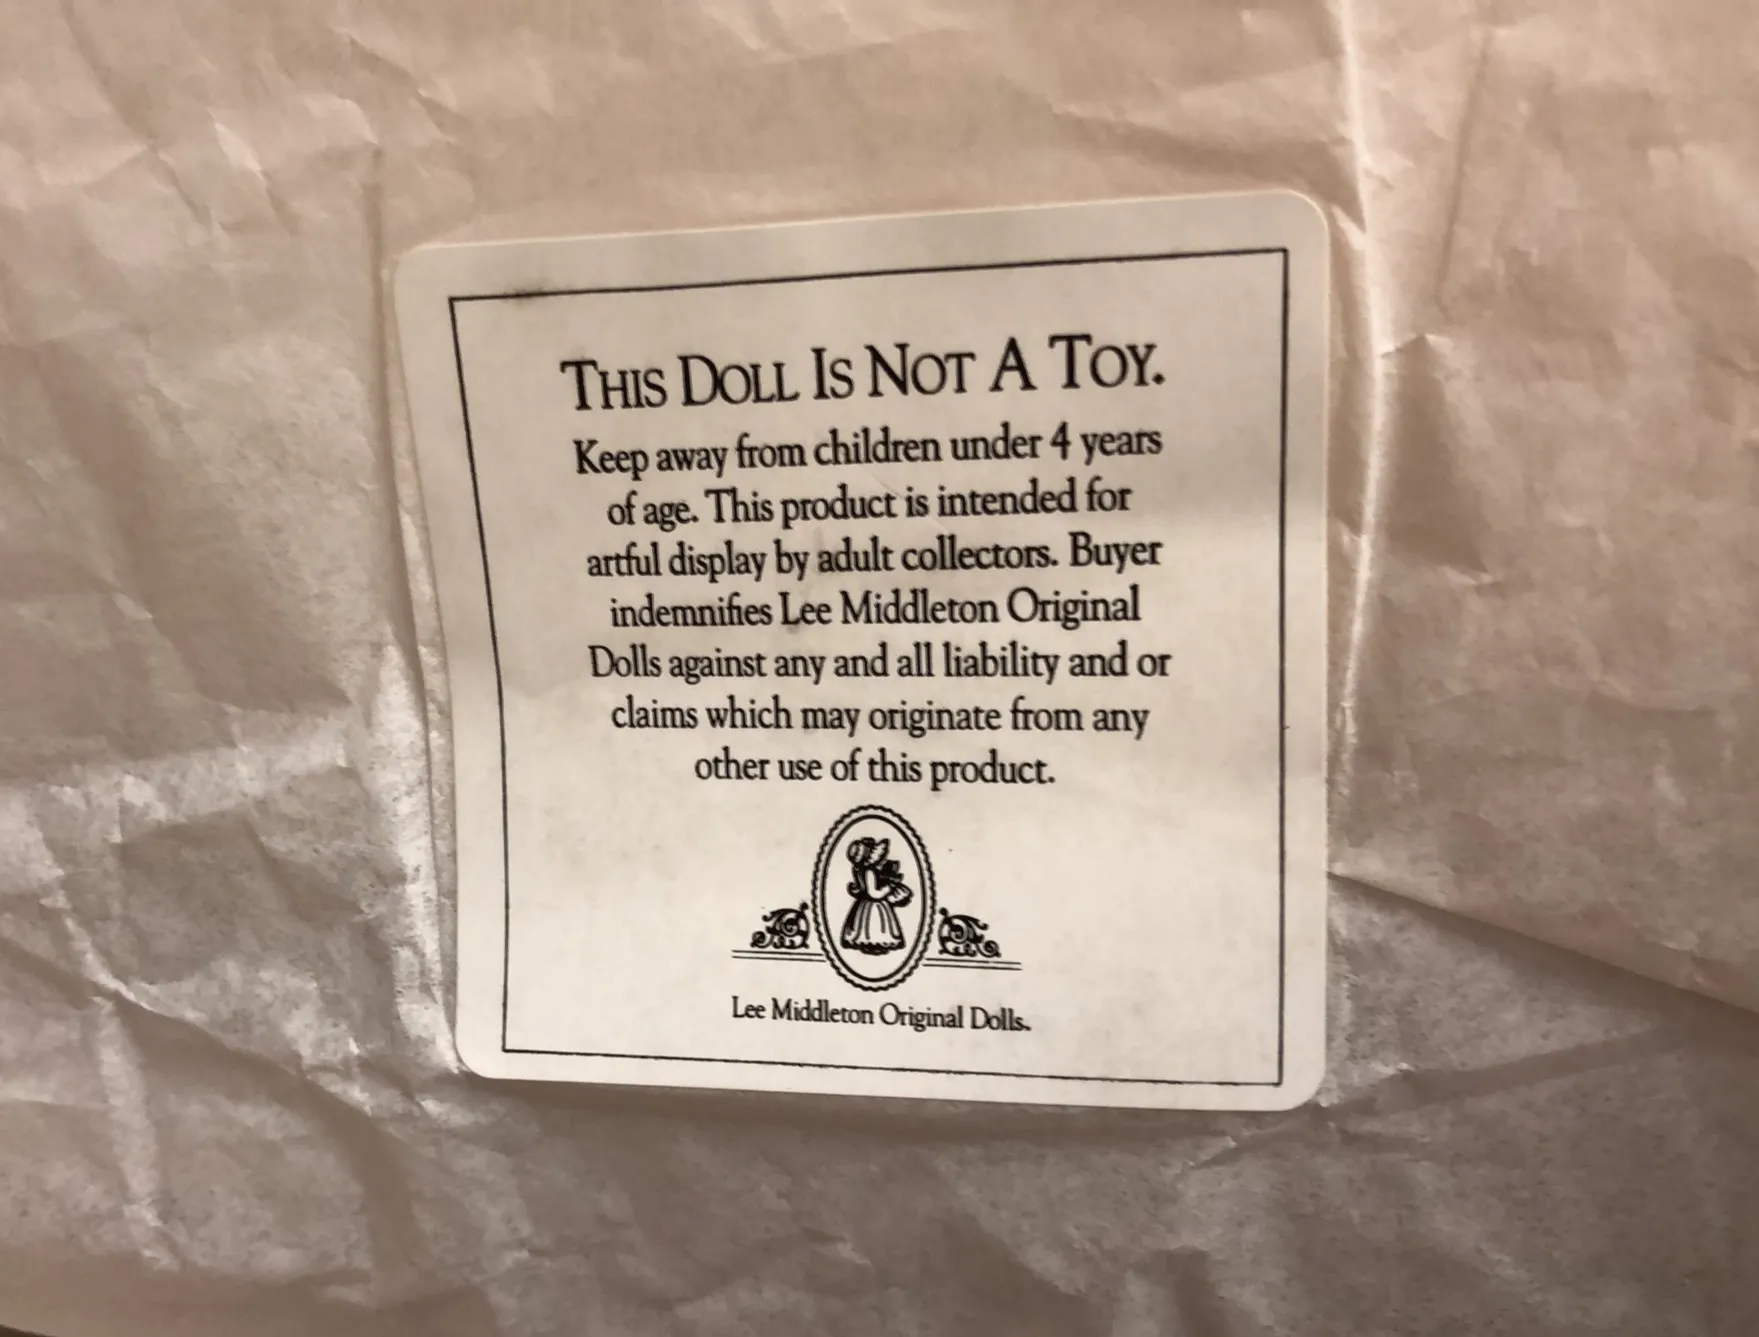 THIS DOLL IS NOT A TOY.
Keep away from children under 4 years
of age. This product is intended for
artful display by adult collectors. Buyer
indemnifies Lee Middleton Original
Dolls against any and all liability and or
claims which may originate from any
other use of this product.
Lee Middleton Original Dolls.